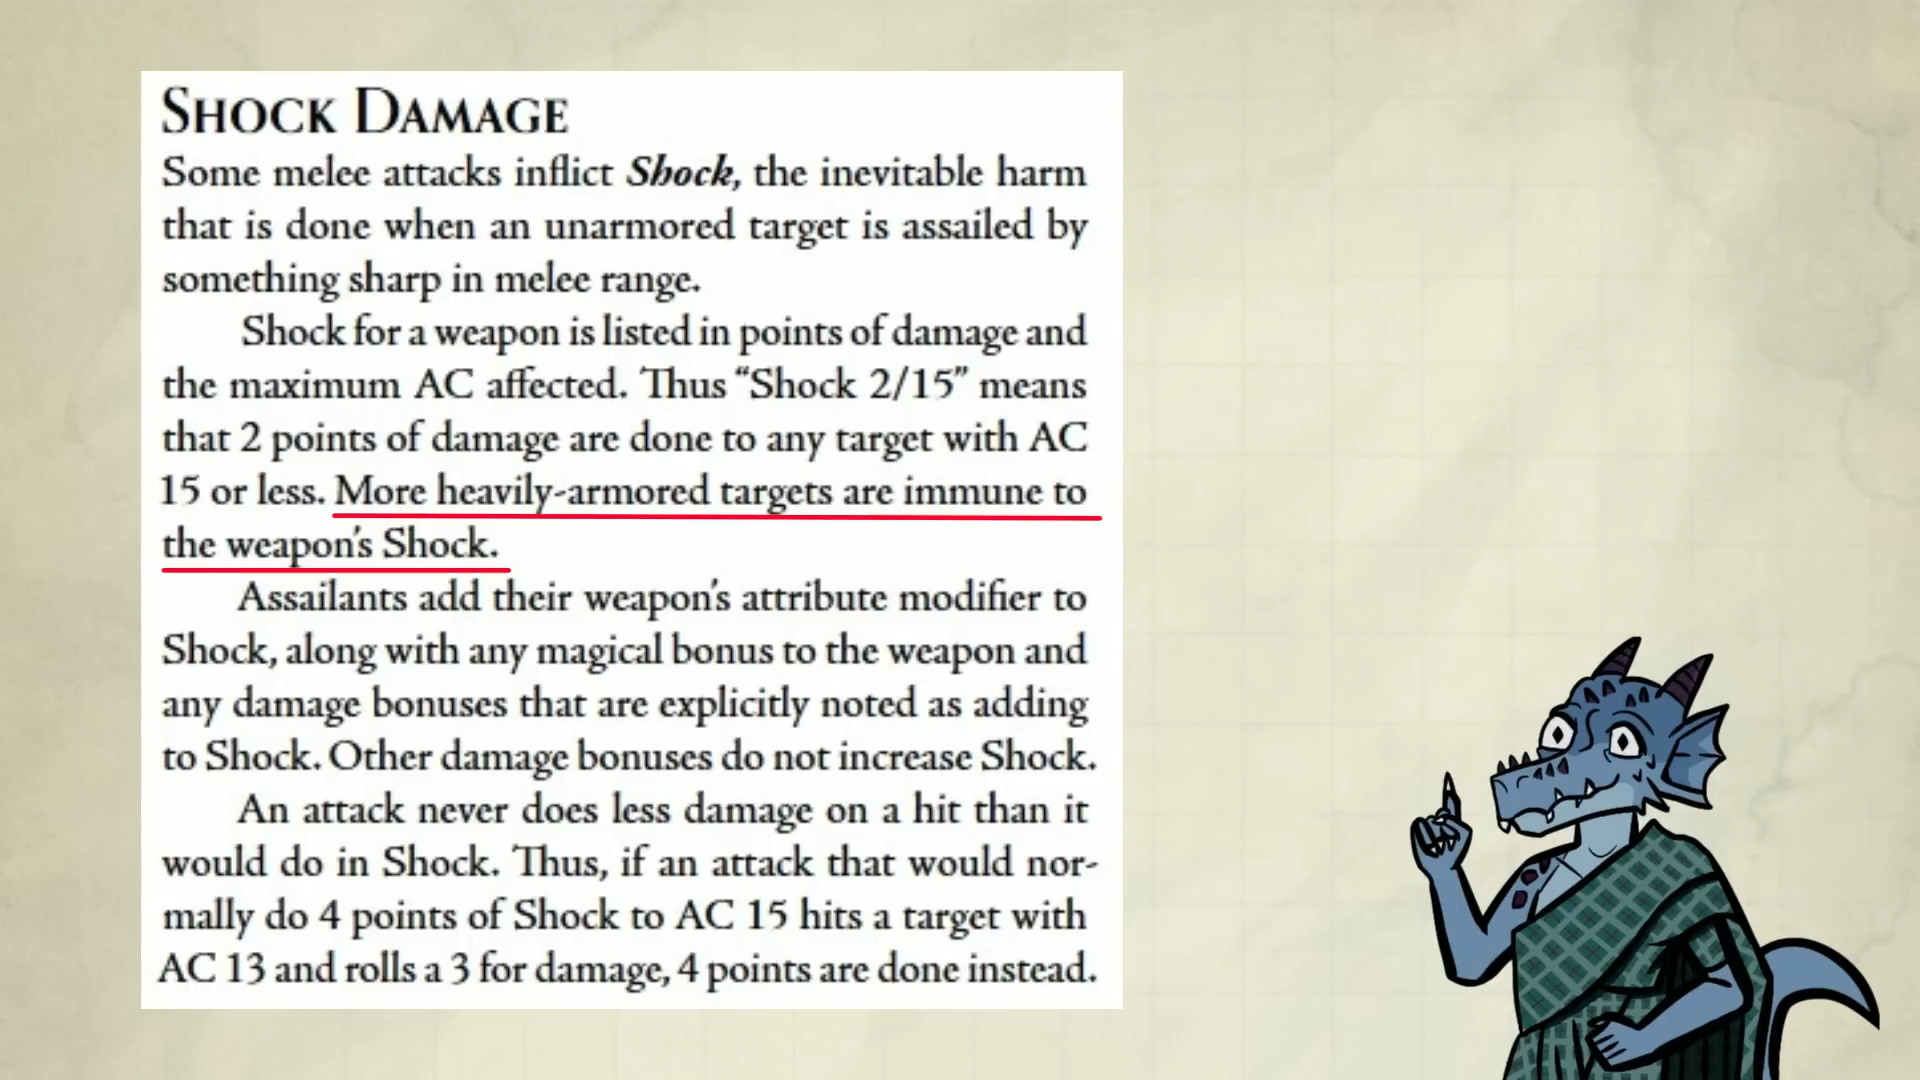 SHOCK DAMAGE
Some melee attacks inflict Shock, the inevitable harm
that is done when an unarmored target is assailed by
something sharp in melee range.
Shock for a weapon is listed in points of damage and
the maximum AC affected. Thus “Shock 2/15” means
that 2 points of damage are done to any target with AC
15 or less. More heavily-armored targets are immune to
the weapon’s Shock.
Assailants add their weapon’s attribute modifier to
Shock, along with any magical bonus to the weapon and
any damage bonuses that are explicitly noted as adding
to Shock. Other damage bonuses do not increase Shock.
An attack never does less damage on a hit than it
would do in Shock. Thus, if an attack that would nor-
mally do 4 points of Shock to AC 15 hits a target with
AC 13 and rolls a 3 for damage, 4 points are done instead.